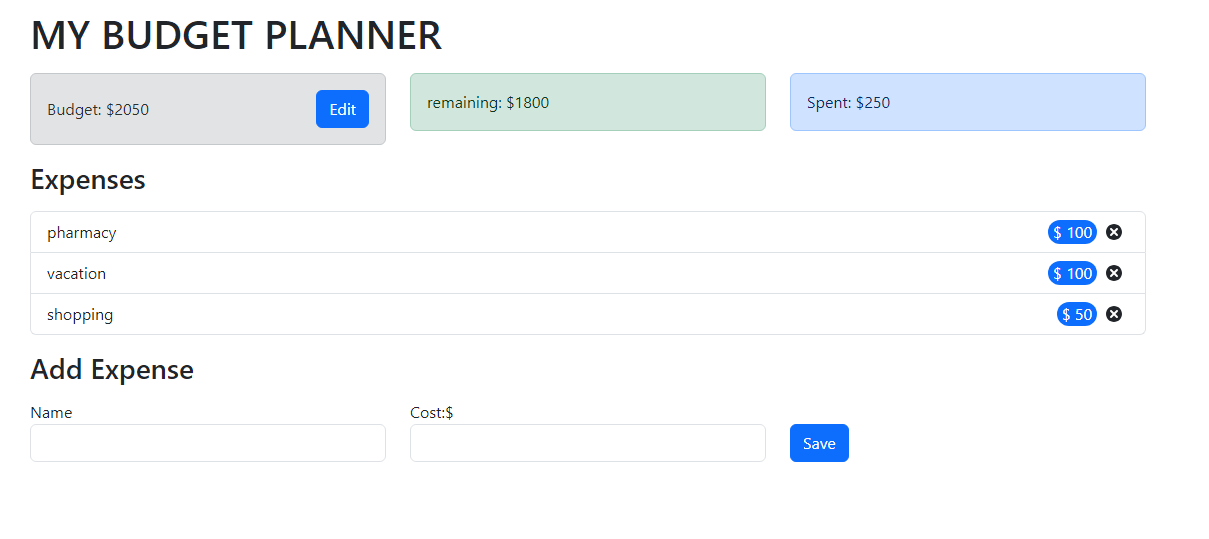 MY BUDGET PLANNER
Budget: $2050 Edit
remaining: $1800
Spent: $250
Expenses
pharmacy $ 100
vacation $ 100
shopping $ 50
Add Expense
Name
Cost:$
Save